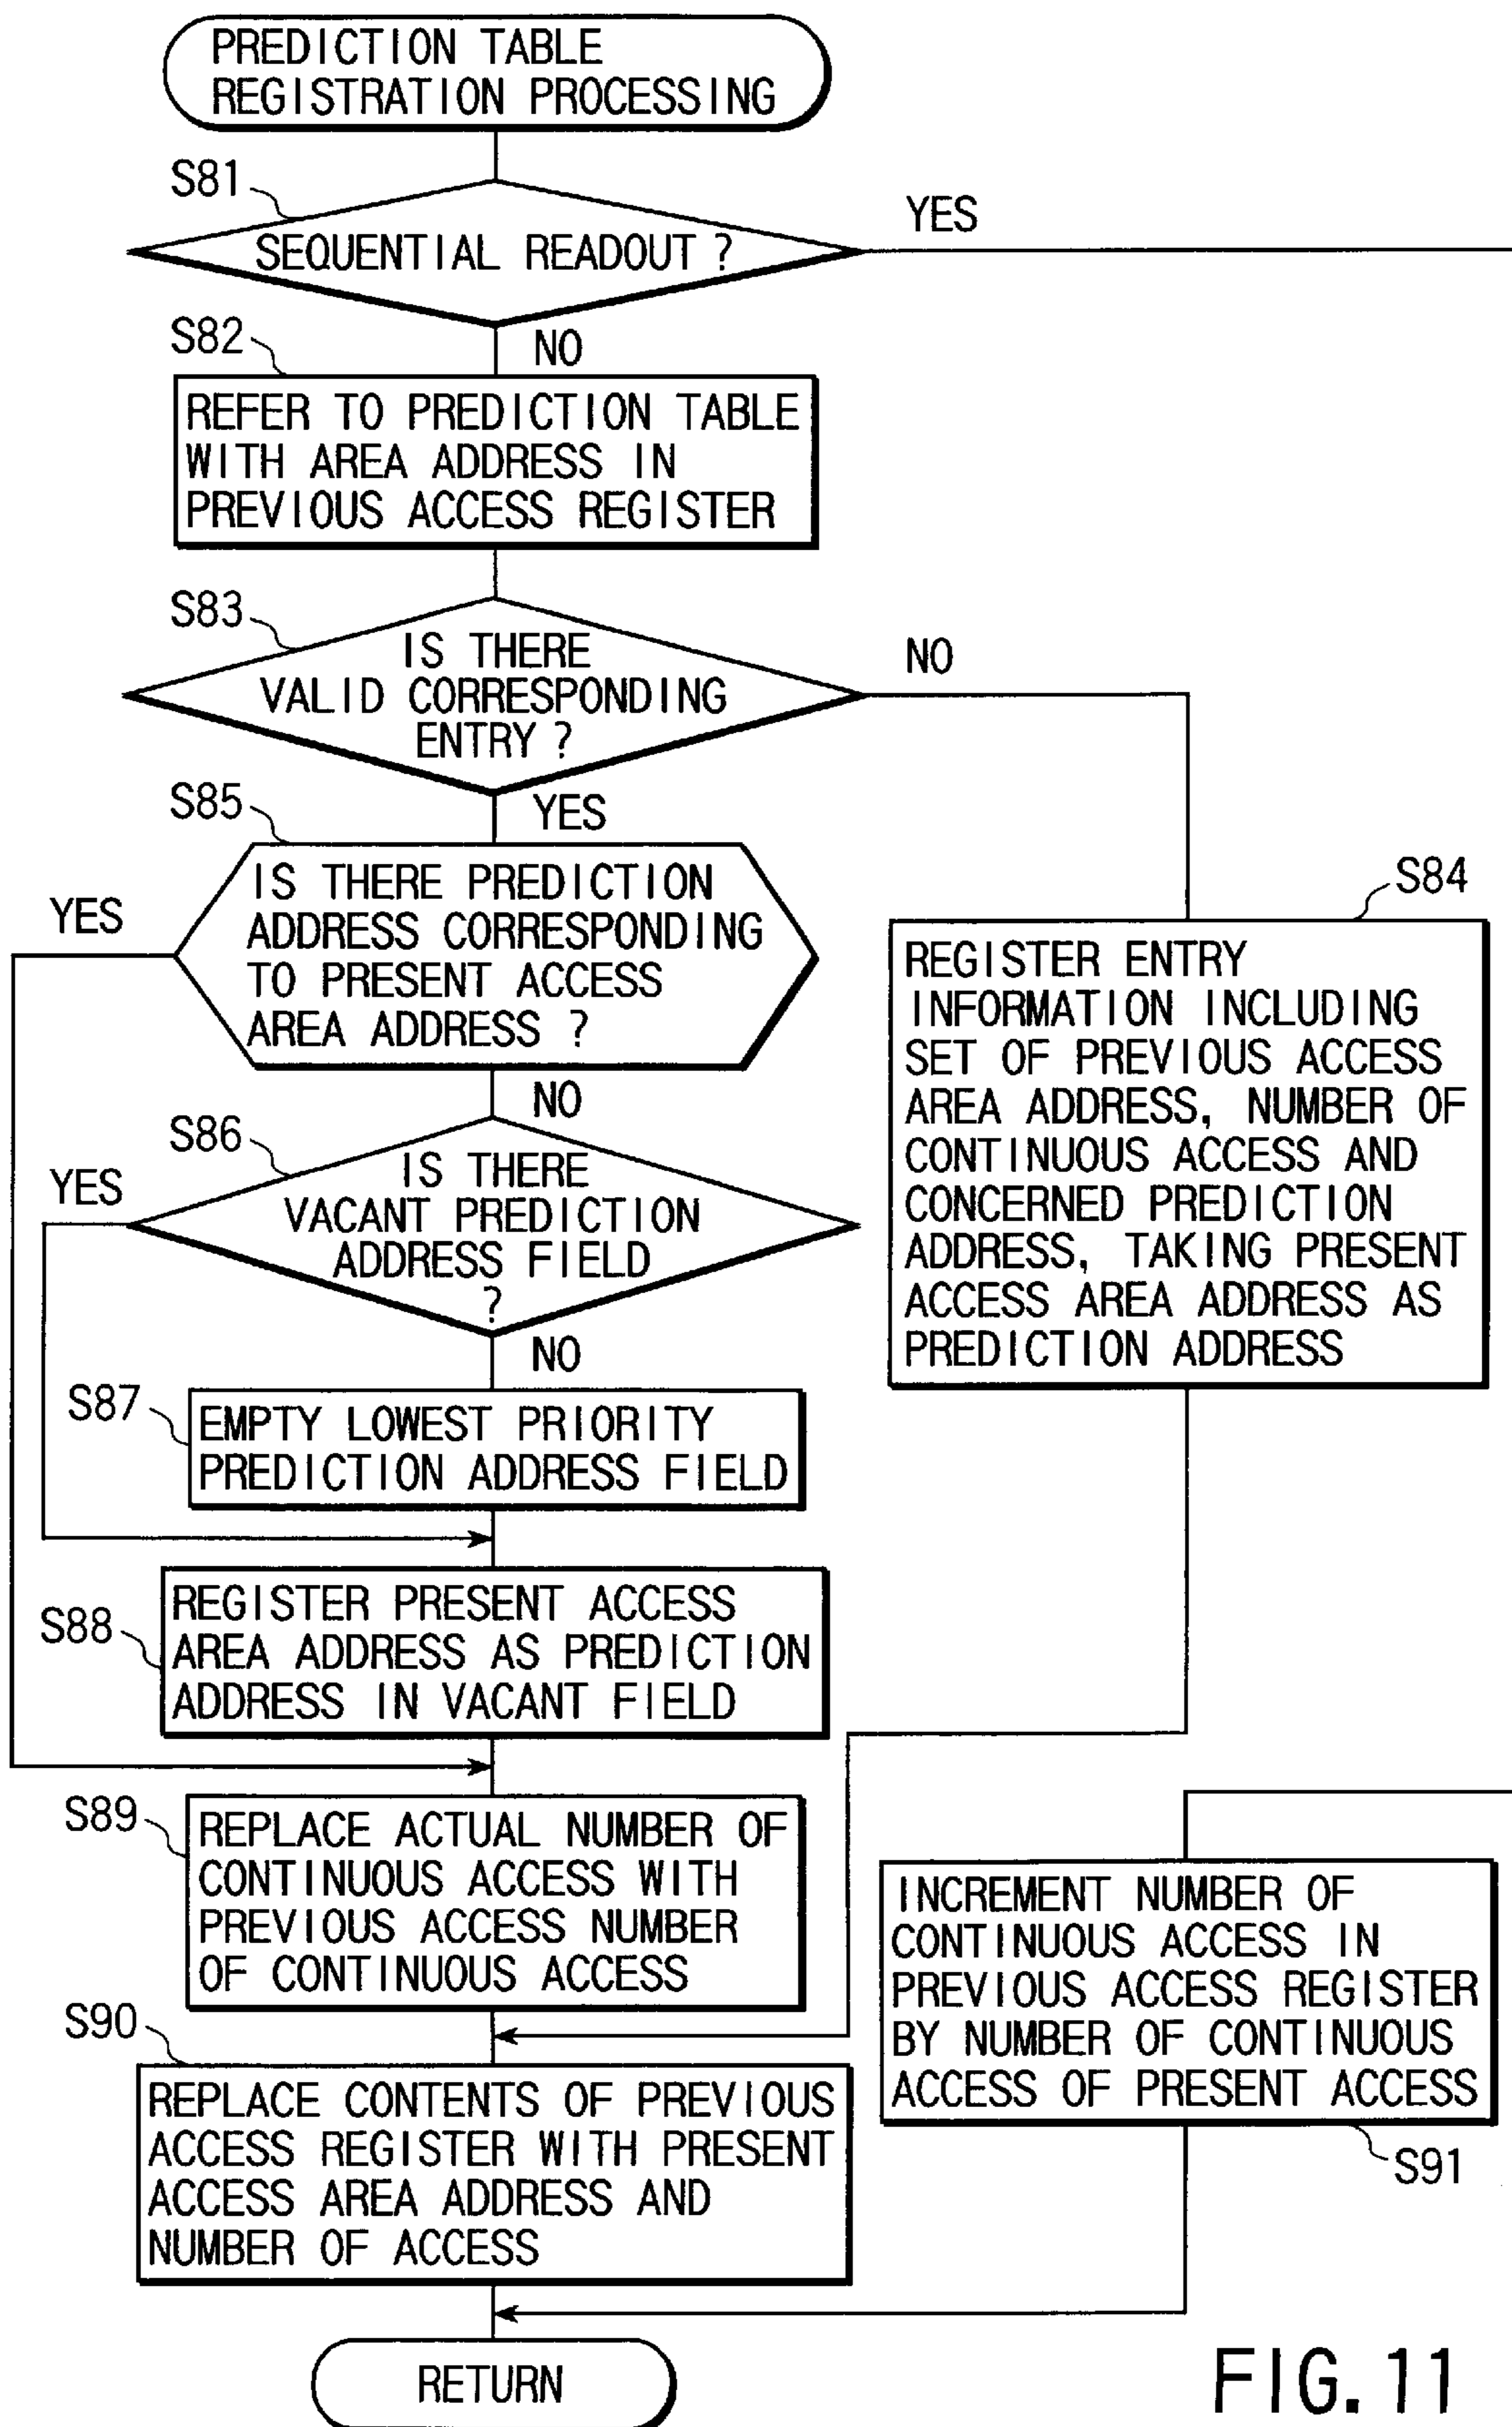 PREDICTION TABLE
REGISTRATION PROCESSING
S81
SEQUENTIAL READOUT ?
YES
NO
S82
REFER TO PREDICTION TABLE
WITH AREA ADDRESS IN
PREVIOUS ACCESS REGISTER
S83
IS THERE
VALID CORRESPONDING
ENTRY ?
NO
YES
S84
REGISTER ENTRY
INFORMATION INCLUDING
SET OF PREVIOUS ACCESS
AREA ADDRESS, NUMBER OF
CONTINUOUS ACCESS AND
CONCERNED PREDICTION
ADDRESS, TAKING PRESENT
ACCESS AREA ADDRESS AS
PREDICTION ADDRESS
S85
IS THERE PREDICTION
ADDRESS CORRESPONDING
TO PRESENT ACCESS
AREA ADDRESS ?
YES
NO
S86
IS THERE
VACANT PREDICTION
ADDRESS FIELD
?
YES
NO
S87
EMPTY LOWEST PRIORITY
PREDICTION ADDRESS FIELD
S88
REGISTER PRESENT ACCESS
AREA ADDRESS AS PREDICTION
ADDRESS IN VACANT FIELD
S89
REPLACE ACTUAL NUMBER OF
CONTINUOUS ACCESS WITH
PREVIOUS ACCESS NUMBER
OF CONTINUOUS ACCESS
S90
REPLACE CONTENTS OF PREVIOUS
ACCESS REGISTER WITH PRESENT
ACCESS AREA ADDRESS AND
NUMBER OF ACCESS
INCREMENT NUMBER OF
CONTINUOUS ACCESS IN
PREVIOUS ACCESS REGISTER
BY NUMBER OF CONTINUOUS
ACCESS OF PRESENT ACCESS
S91
RETURN
FIG. 11